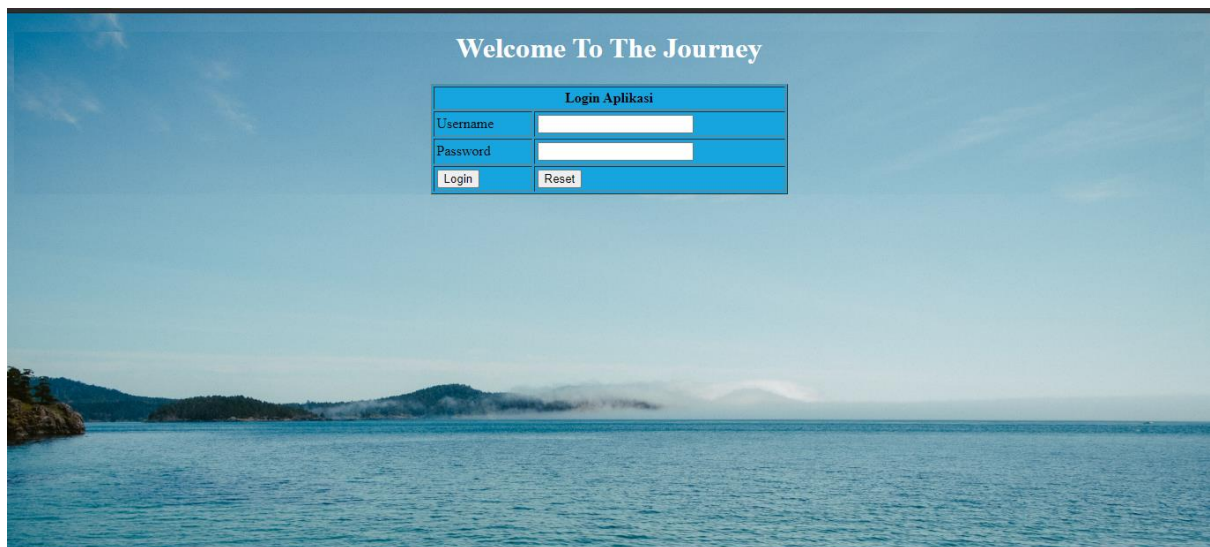 Welcome To The Journey
Login Aplikasi
Username
Password
Login Reset